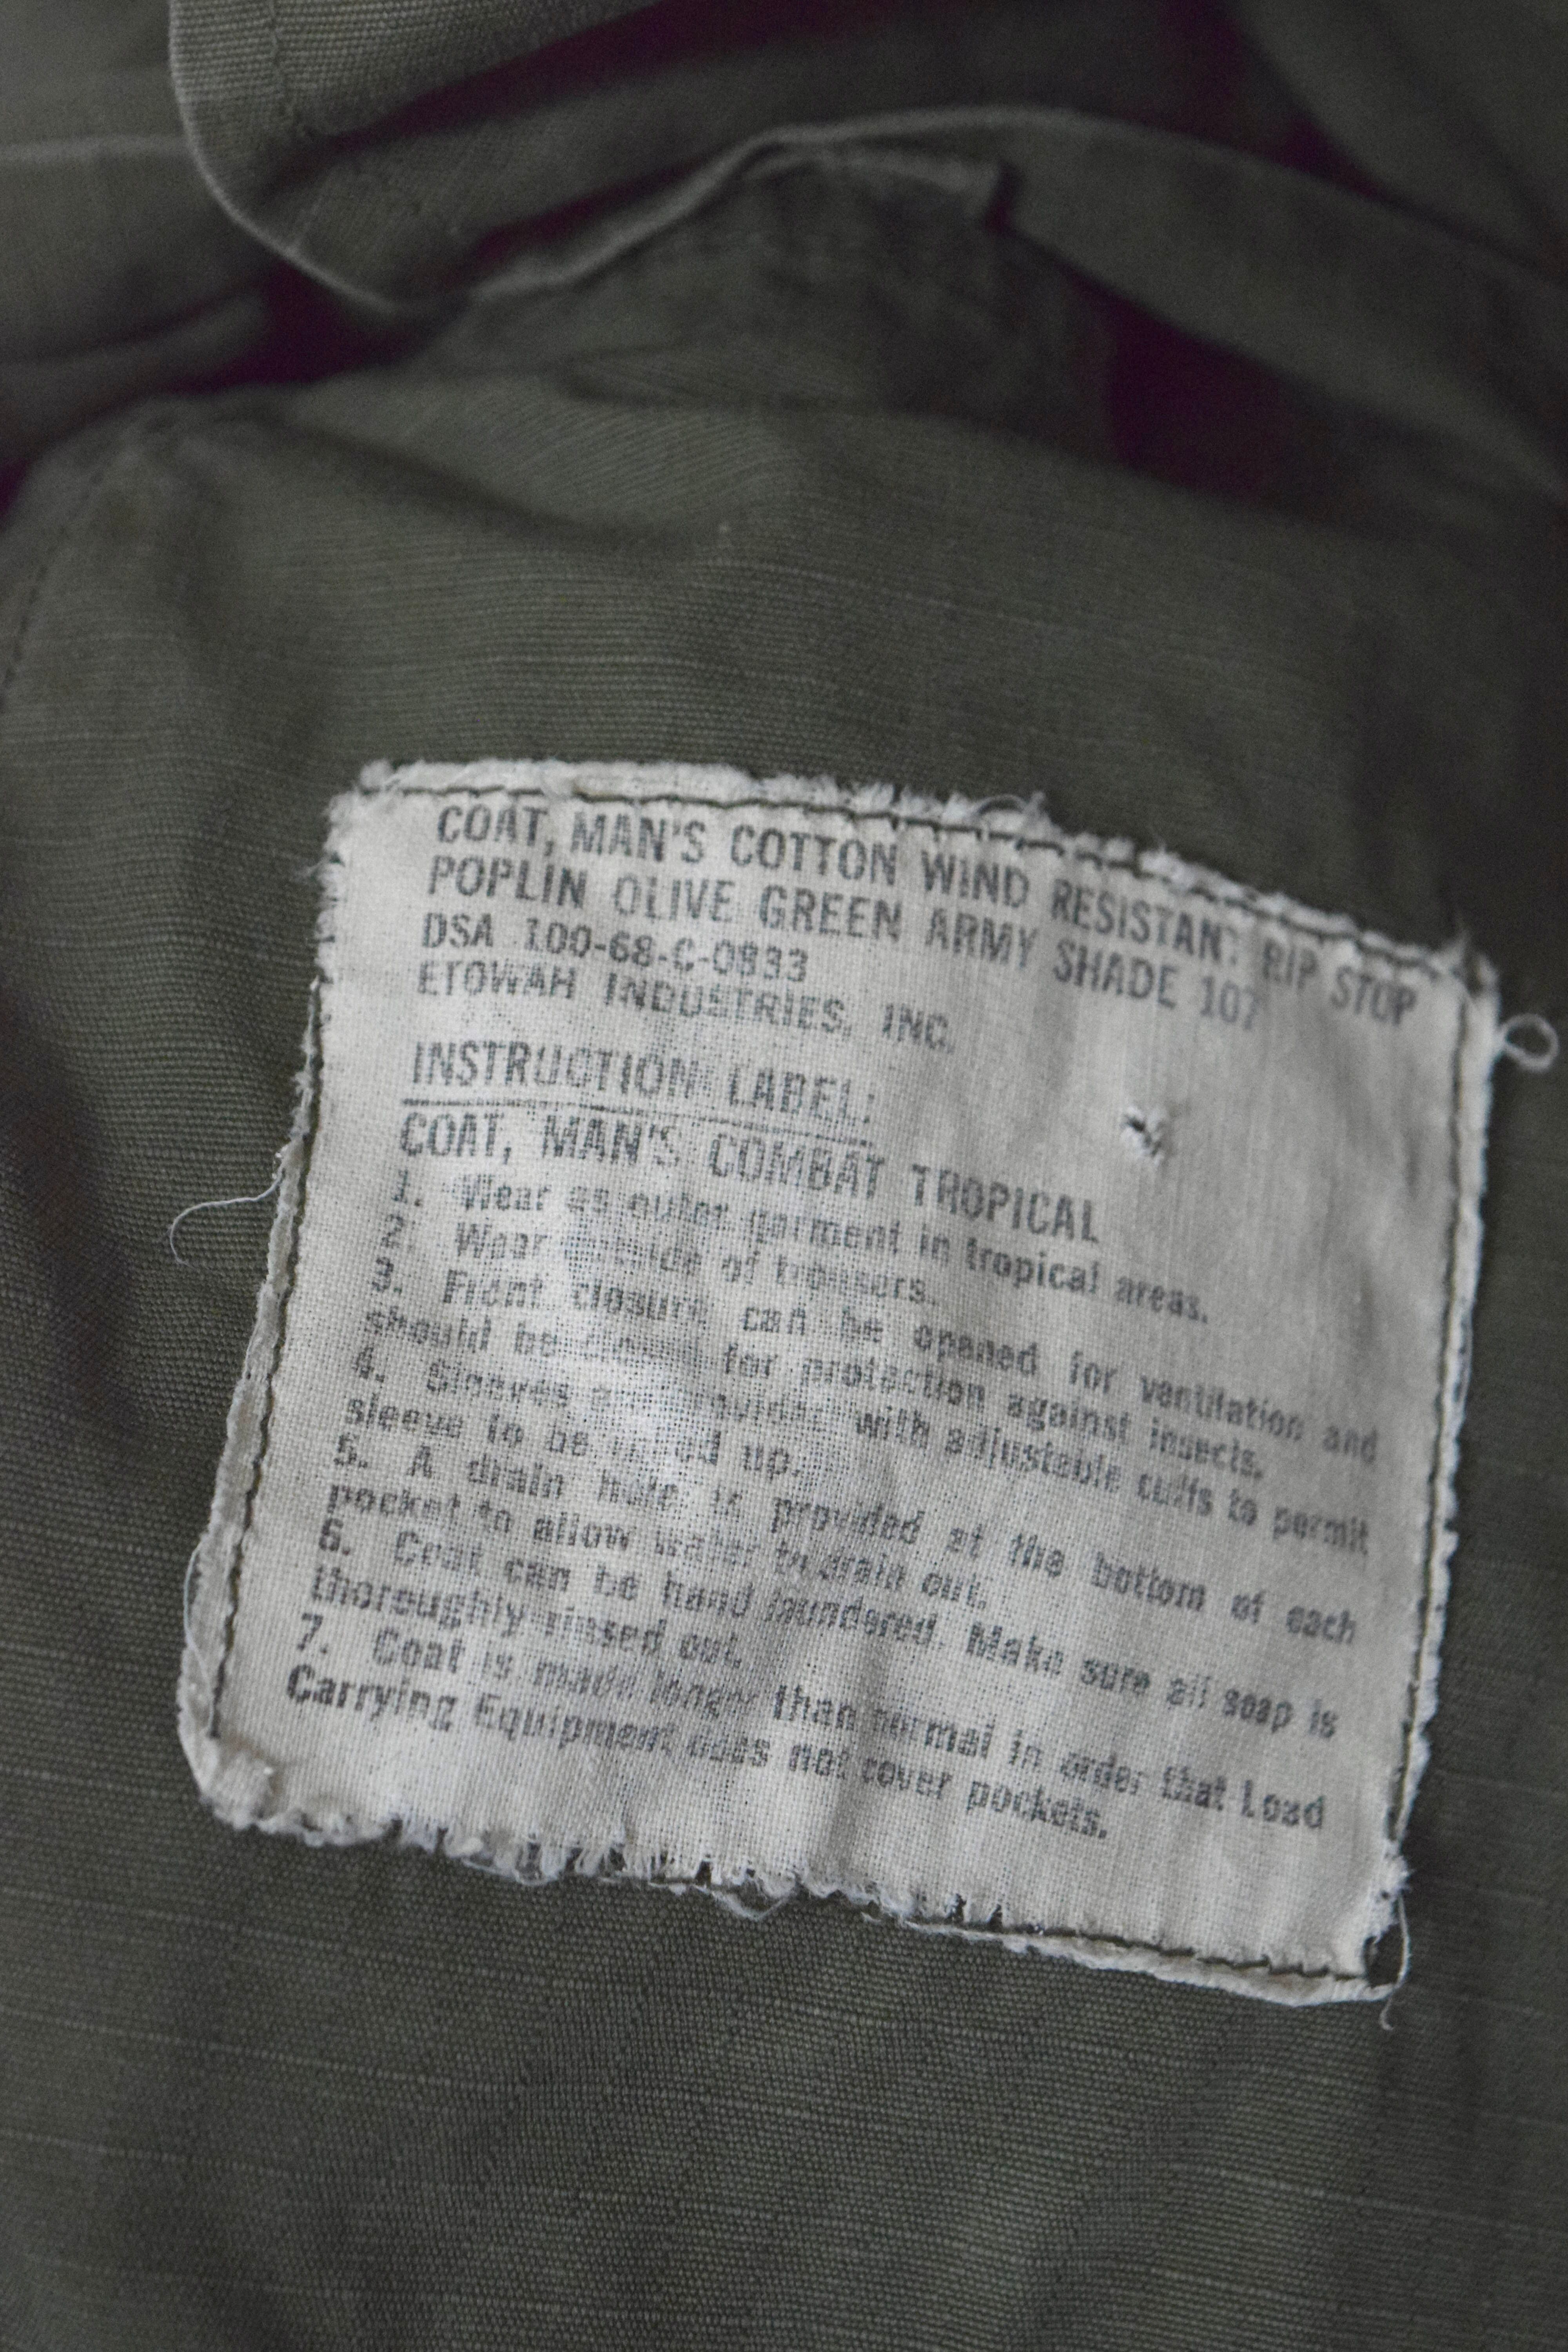 COAT, MAN'S COTTON WIND RESISTANT RIP STOP
POPLIN OLIVE GREEN ARMY SHADE 107
DSA 100-68-C-0933
ETOWAH INDUSTRIES, INC.
INSTRUCTION LABEL:
COAT, MAN'S COMBAT TROPICAL
1. Wear as outer garment in tropical areas.
2. Wear outside of trousers.
3. Front closure can be opened for ventilation and
should be closed for protection against insects.
4. Sleeves are provided with adjustable cuffs to permit
sleeve to be rolled up.
5. A drain hole is provided at the bottom of each
pocket to allow water to drain out.
6. Coat can be hand laundered. Make sure all soap is
thoroughly rinsed out.
7. Coat is made longer than normal in order that Load
Carrying Equipment does not cover pockets.